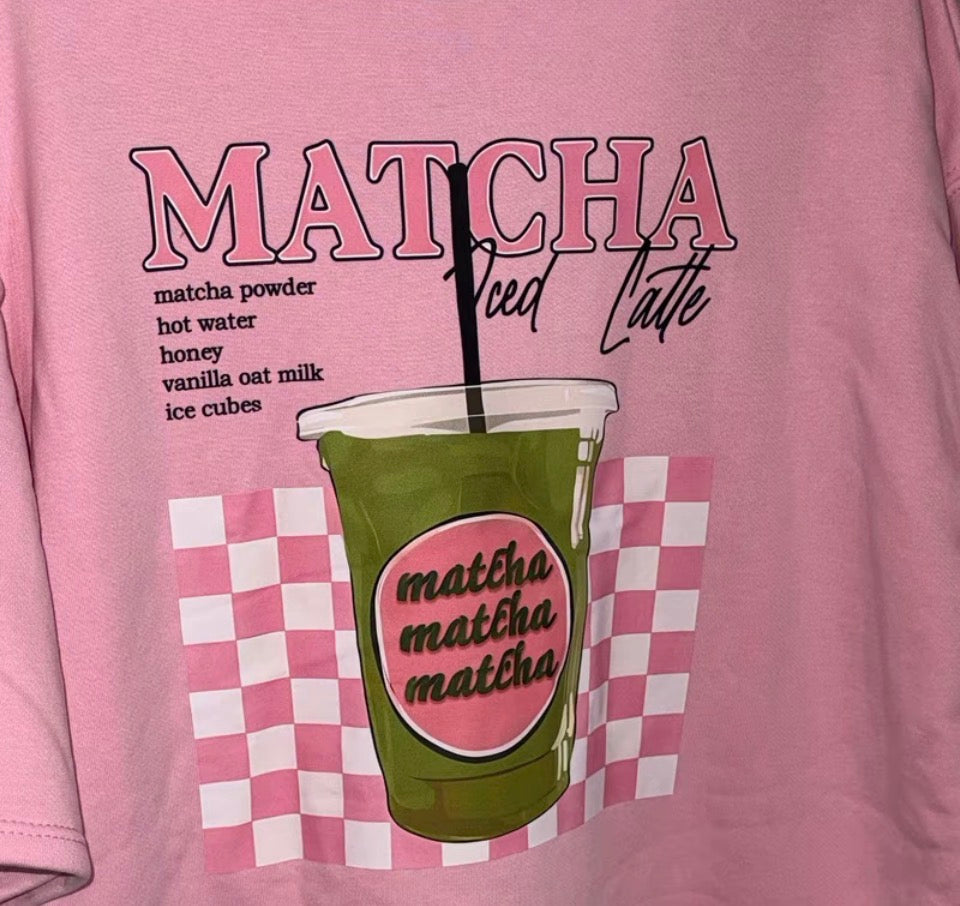 MATCHA
Iced Latte
matcha powder
hot water
honey
vanilla oat milk
ice cubes
matcha
matcha
matcha